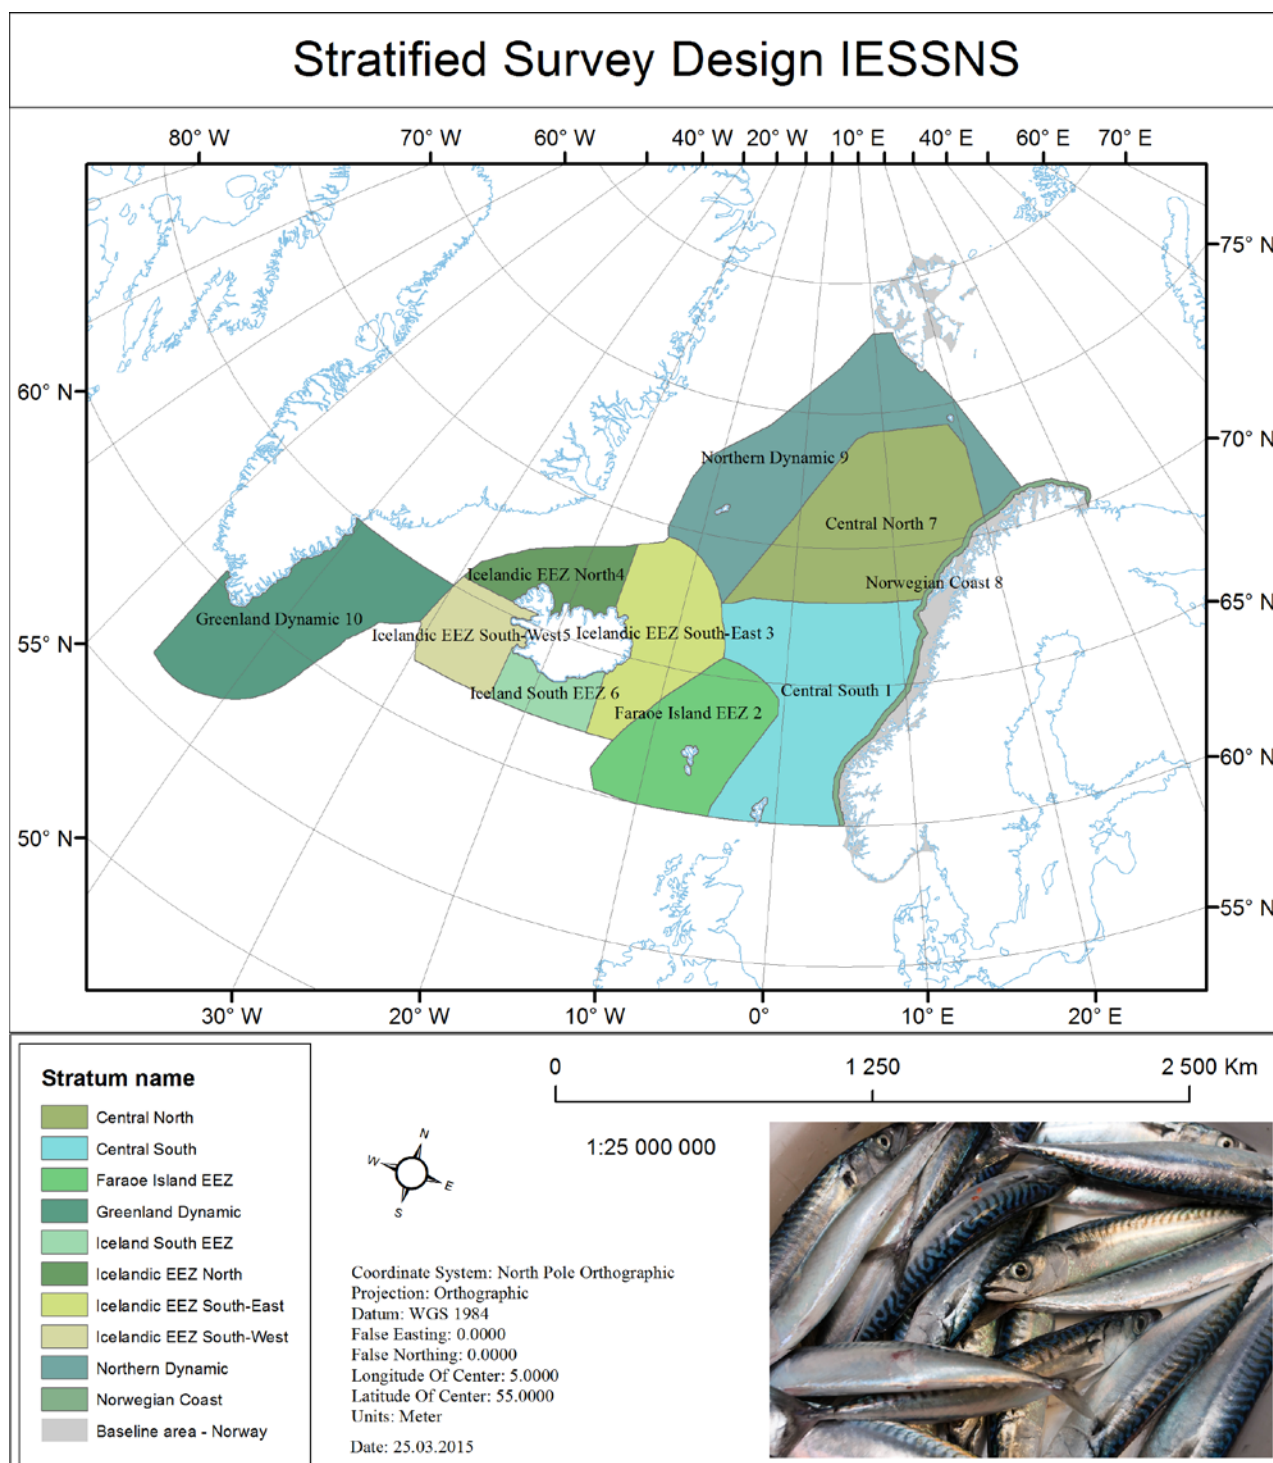 Stratified Survey Design IESSNS
80° W 70° W 60° W 40° W 20° W 10° E 40° E 60° E 70° E
75° N
60° N
70° N
Northern Dynamic 9
Central North 7
Icelandic EEZ North4
Norwegian Coast 8
65° N
Greenland Dynamic 10
55° N
Icelandic EEZ South-West5 Icelandic EEZ South-East 3
Iceland South EEZ 6
Central South 1
Faraoe Island EEZ 2
60° N
50° N
55° N
30° W 20° W 10° W 0° 10° E 20° E
Stratum name
Central North
Central South
Faraoe Island EEZ
Greenland Dynamic
Iceland South EEZ
Icelandic EEZ North
Icelandic EEZ South-East
Icelandic EEZ South-West
Northern Dynamic
Norwegian Coast
Baseline area - Norway
0 1 250 2 500 Km
1:25 000 000
N
W
E
S
Coordinate System: North Pole Orthographic
Projection: Orthographic
Datum: WGS 1984
False Easting: 0.0000
False Northing: 0.0000
Longitude Of Center: 5.0000
Latitude Of Center: 55.0000
Units: Meter
Date: 25.03.2015